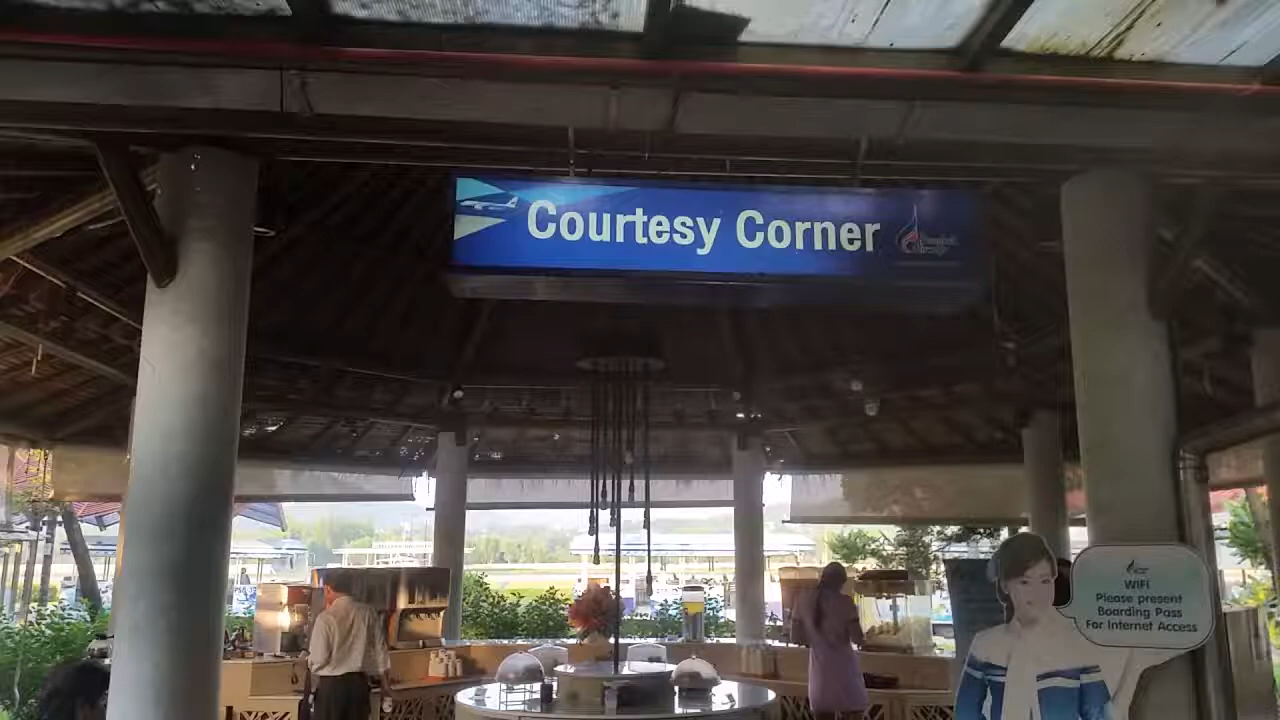 Courtesy Corner
WiFi
Please present
Boarding Pass
For Internet Access